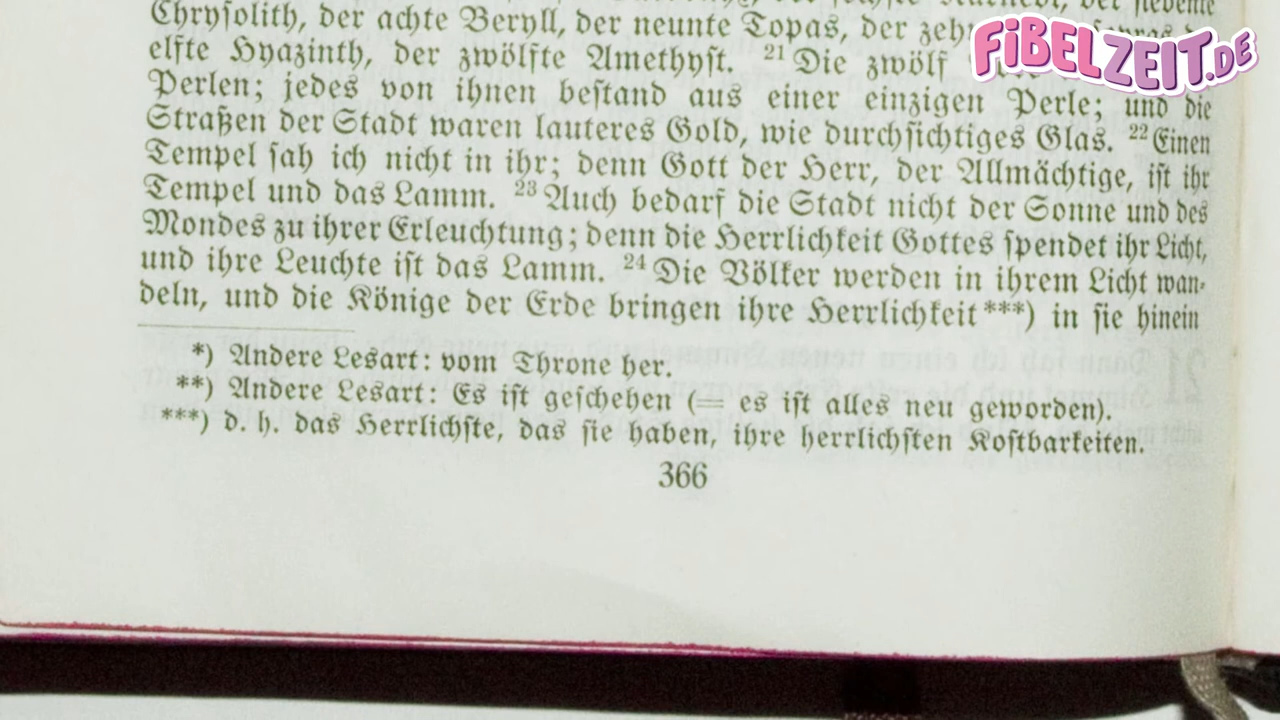 der siebente
Chrysolith, der achte Beryll, der neunte Topas, der
elfte Hyazinth, der zwölfte Amethyst. 21 Die zwölf
Perlen; jedes von ihnen bestand aus einer einzigen Perle; und die
Straßen der Stadt waren lauteres Gold, wie durchsichtiges Glas. 22 Einen
Tempel sah ich nicht in ihr; denn Gott der Herr, der Allmächtige, ist ihr
Tempel und das Lamm. 23 Auch bedarf die Stadt nicht der Sonne und des
Mondes zu ihrer Erleuchtung; denn die Herrlichkeit Gottes spendet ihr Licht,
und ihre Leuchte ist das Lamm. 24 Die Völker werden in ihrem Licht wan-
deln, und die Könige der Erde bringen ihre Herrlichkeit ***) in sie hinein
*) Andere Lesart: vom Throne her.
**) Andere Lesart: Es ist geschehen (= es ist alles neu geworden).
***) d. h. das Herrlichste, das sie haben, ihre herrlichsten Kostbarkeiten.
366
FiBELZEIT.DE